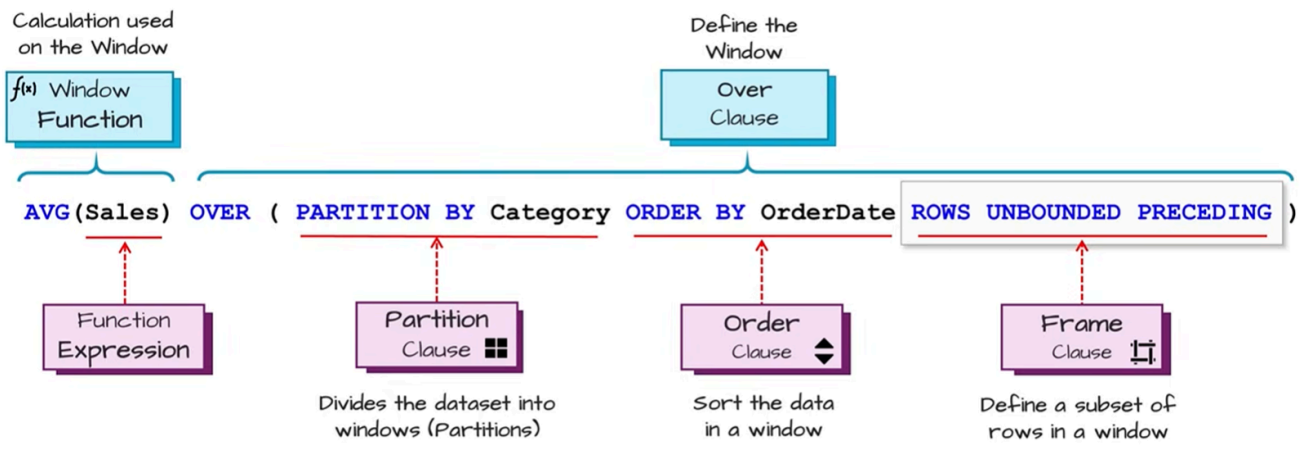 Calculation used
on the Window
Define the
Window
f(x) Window
Function
Over
Clause
AVG(Sales) OVER ( PARTITION BY Category ORDER BY OrderDate ROWS UNBOUNDED PRECEDING )
Function
Expression
Partition
Clause
Order
Clause
Frame
Clause
Divides the dataset into
windows (Partitions)
Sort the data
in a window
Define a subset of
rows in a window